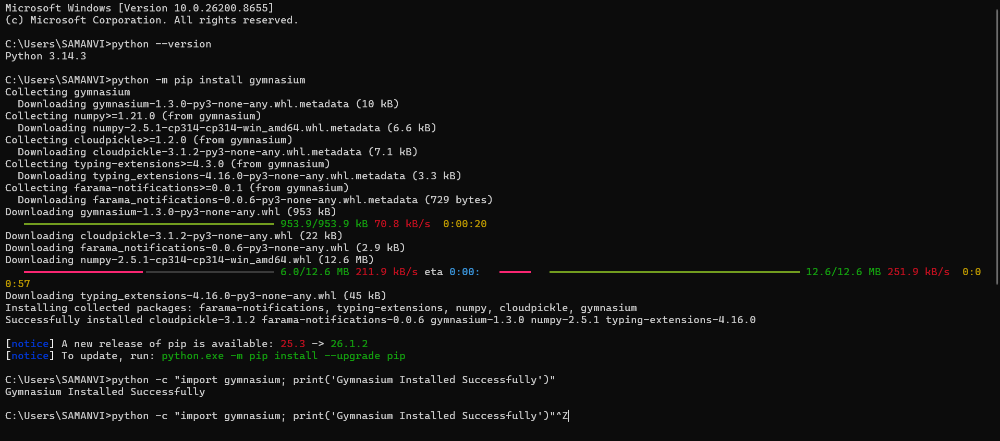 Microsoft Windows [Version 10.0.26200.8655]
(c) Microsoft Corporation. All rights reserved.
C:\Users\SAMANVI>python --version
Python 3.14.3
C:\Users\SAMANVI>python -m pip install gymnasium
Collecting gymnasium
  Downloading gymnasium-1.3.0-py3-none-any.whl.metadata (10 kB)
Collecting numpy>=1.21.0 (from gymnasium)
  Downloading numpy-2.5.1-cp314-cp314-win_amd64.whl.metadata (6.6 kB)
Collecting cloudpickle>=1.2.0 (from gymnasium)
  Downloading cloudpickle-3.1.2-py3-none-any.whl.metadata (7.1 kB)
Collecting typing-extensions>=4.3.0 (from gymnasium)
  Downloading typing_extensions-4.16.0-py3-none-any.whl.metadata (3.3 kB)
Collecting farama-notifications>=0.0.1 (from gymnasium)
  Downloading farama_notifications-0.0.6-py3-none-any.whl.metadata (729 bytes)
Downloading gymnasium-1.3.0-py3-none-any.whl (953 kB)
953.9/953.9 kB 70.8 kB/s  0:00:20
Downloading cloudpickle-3.1.2-py3-none-any.whl (22 kB)
Downloading farama_notifications-0.0.6-py3-none-any.whl (2.9 kB)
Downloading numpy-2.5.1-cp314-cp314-win_amd64.whl (12.6 MB)
6.0/12.6 MB 211.9 kB/s eta 0:00: 12.6/12.6 MB 251.9 kB/s  0:0
0:57
Downloading typing_extensions-4.16.0-py3-none-any.whl (45 kB)
Installing collected packages: farama-notifications, typing-extensions, numpy, cloudpickle, gymnasium
Successfully installed cloudpickle-3.1.2 farama-notifications-0.0.6 gymnasium-1.3.0 numpy-2.5.1 typing-extensions-4.16.0
[notice] A new release of pip is available: 25.3 -> 26.1.2
[notice] To update, run: python.exe -m pip install --upgrade pip
C:\Users\SAMANVI>python -c "import gymnasium; print('Gymnasium Installed Successfully')"
Gymnasium Installed Successfully
C:\Users\SAMANVI>python -c "import gymnasium; print('Gymnasium Installed Successfully')"^Z